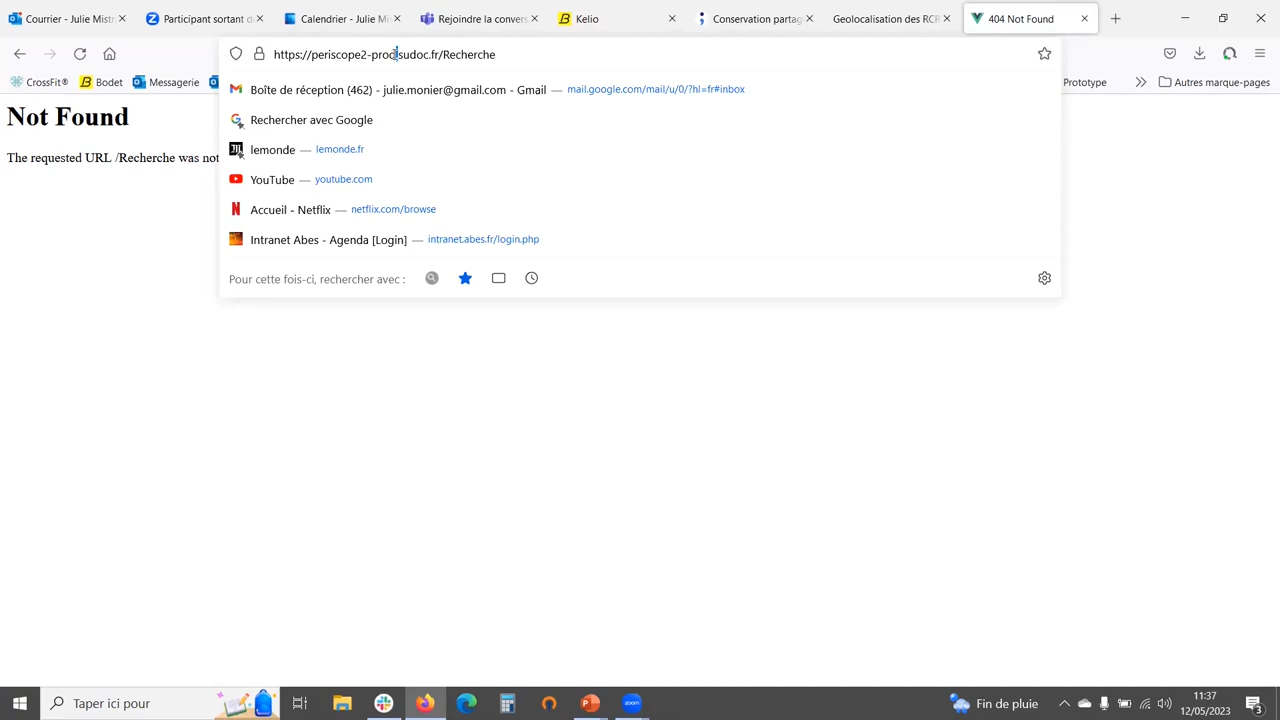 Courrier - Julie Mistr
Participant sortant d
Calendrier - Julie Mi
Rejoindre la convers
Kelio
Conservation partag
Geolocalisation des RCR
404 Not Found
https://periscope2-prod.sudoc.fr/Recherche
CrossFit®
Bodet
Messagerie
Prototype
Autres marque-pages
Boîte de réception (462) - julie.monier@gmail.com - Gmail — mail.google.com/mail/u/0/?hl=fr#inbox
Rechercher avec Google
lemonde — lemonde.fr
YouTube — youtube.com
Accueil - Netflix — netflix.com/browse
Intranet Abes - Agenda [Login] — intranet.abes.fr/login.php
Pour cette fois-ci, rechercher avec :
Not Found
The requested URL /Recherche was not
Taper ici pour
zoom
Fin de pluie
11:37
12/05/2023
3